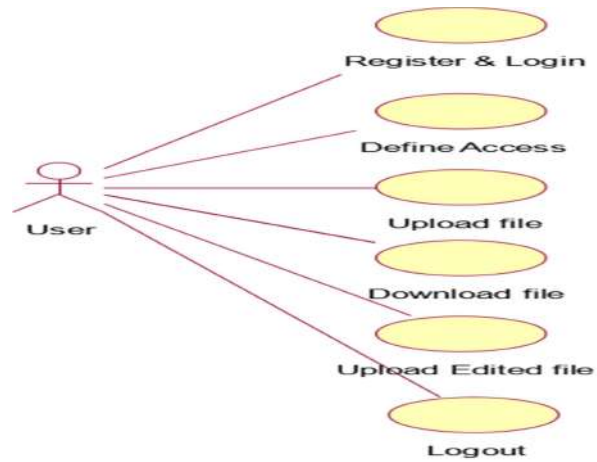 Register & Login
Define Access
Upload file
User
Download file
Upload Edited file
Logout